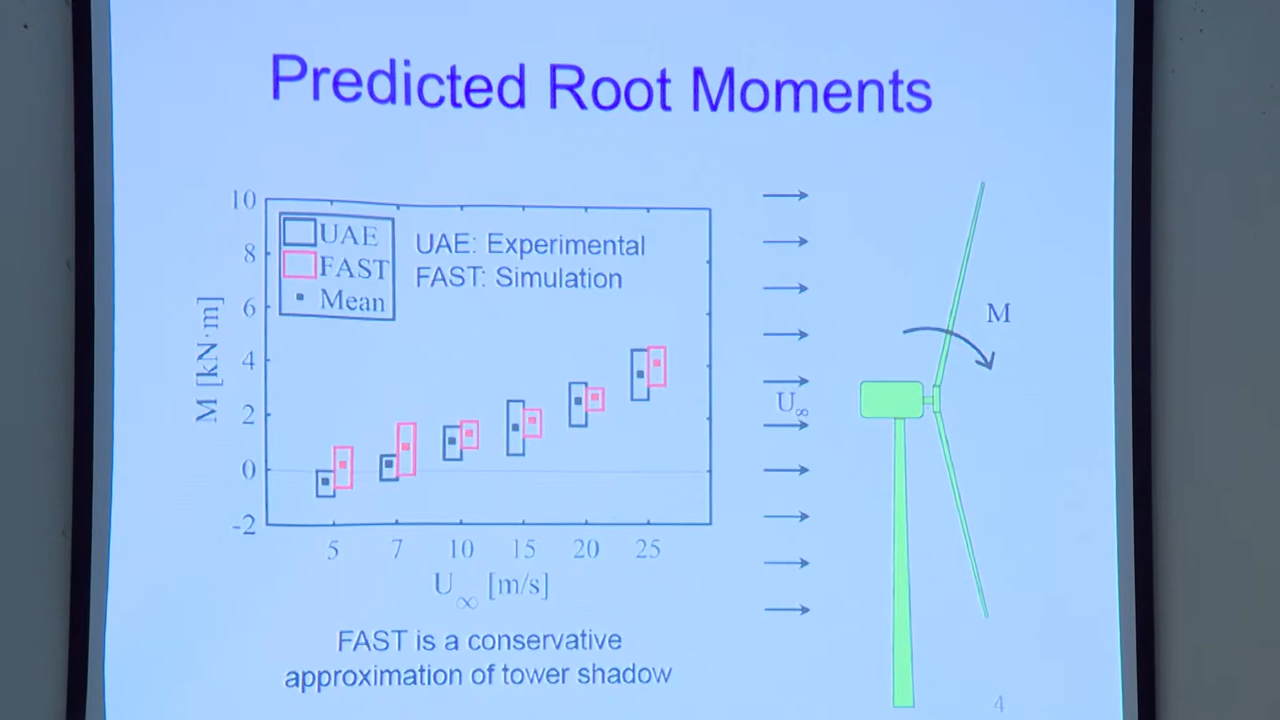 Predicted Root Moments
10
8
6
4
2
0
-2
M [kN·m]
UAE
FAST
Mean
UAE: Experimental
FAST: Simulation
5 7 10 15 20 25
U∞ [m/s]
FAST is a conservative
approximation of tower shadow
U∞
M
4